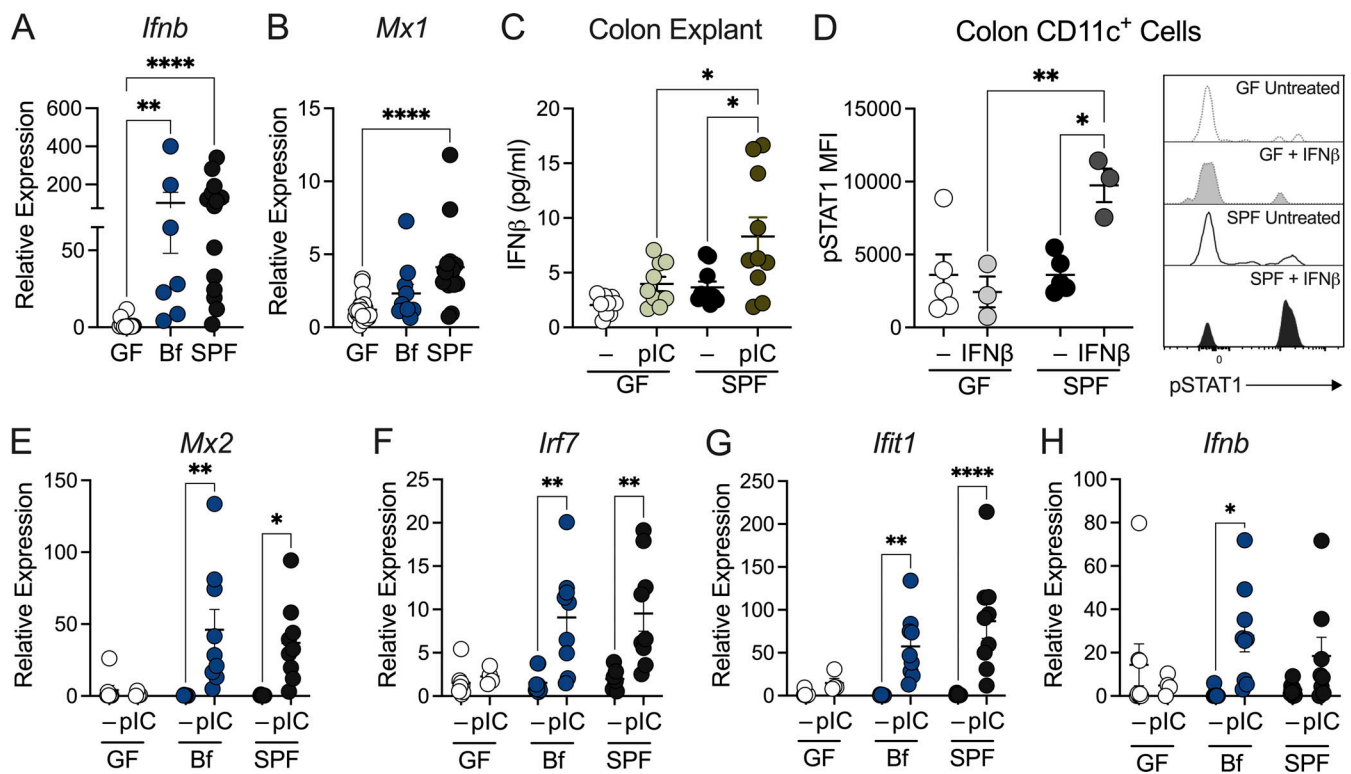 A
Ifnb
**** 
**
Relative Expression
600
400
200
50
0
GF Bf SPF
B
Mx1
****
Relative Expression
15
10
5
0
GF Bf SPF
C
Colon Explant
*
*
IFNβ (pg/ml)
20
15
10
5
0
– pIC – pIC
GF SPF
D
Colon CD11c+ Cells
**
*
pSTAT1 MFI
15000
10000
5000
0
– IFNβ – IFNβ
GF SPF
GF Untreated
GF + IFNβ
SPF Untreated
SPF + IFNβ
0
pSTAT1
E
Mx2
**
*
Relative Expression
150
100
50
0
– pIC – pIC – pIC
GF Bf SPF
F
Irf7
** **
Relative Expression
25
20
15
10
5
0
– pIC – pIC – pIC
GF Bf SPF
G
Ifit1
****
**
Relative Expression
250
200
150
100
50
0
– pIC – pIC – pIC
GF Bf SPF
H
Ifnb
*
Relative Expression
100
80
60
40
20
0
– pIC – pIC – pIC
GF Bf SPF